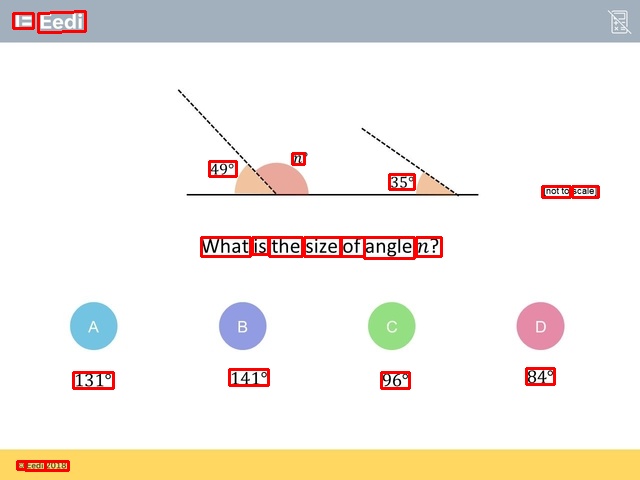 Eedi
49°
n
35°
(not to scale)
What is the size of angle n?
A
B
C
D
131°
141°
96°
84°
© Eedi 2018